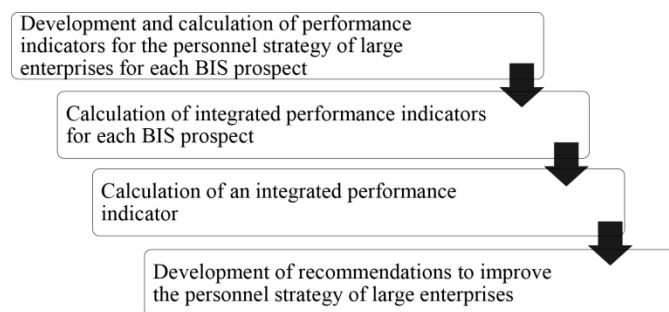 Development and calculation of performance
indicators for the personnel strategy of large
enterprises for each BIS prospect
Calculation of integrated performance indicators
for each BIS prospect
Calculation of an integrated performance
indicator
Development of recommendations to improve
the personnel strategy of large enterprises